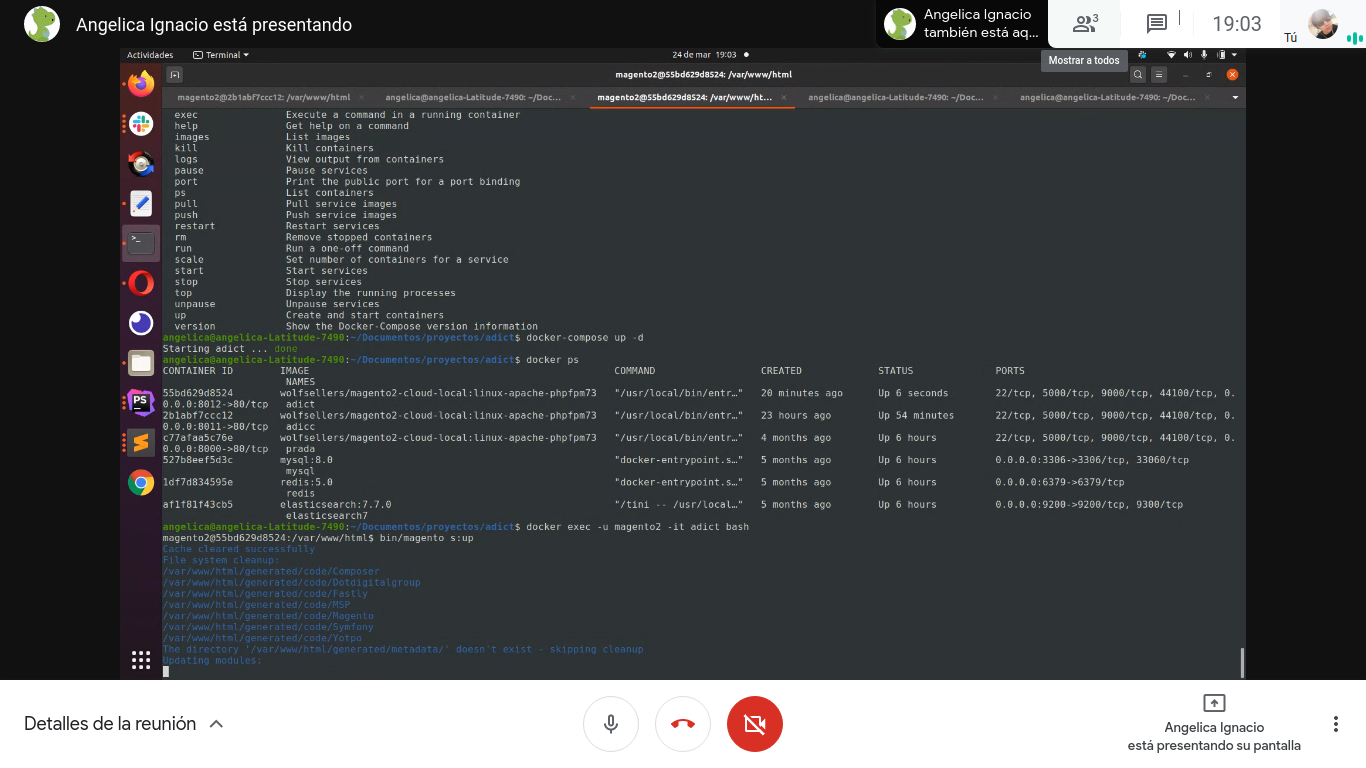 Angelica Ignacio está presentando
Angelica Ignacio
también está aq...
3
19:03
Tú
Mostrar a todos
Actividades
Terminal
24 de mar 19:03
magento2@55bd629d8524: /var/www/html
magento2@2b1abf7ccc12: /var/www/html
angelica@angelica-Latitude-7490: ~/Doc...
magento2@55bd629d8524: /var/www/ht...
angelica@angelica-Latitude-7490: ~/Doc...
angelica@angelica-Latitude-7490: ~/Doc...
exec Execute a command in a running container
help Get help on a command
images List images
kill Kill containers
logs View output from containers
pause Pause services
port Print the public port for a port binding
ps List containers
pull Pull service images
push Push service images
restart Restart services
rm Remove stopped containers
run Run a one-off command
scale Set number of containers for a service
start Start services
stop Stop services
top Display the running processes
unpause Unpause services
up Create and start containers
version Show the Docker-Compose version information
angelica@angelica-Latitude-7490:~/Documentos/proyectos/adict$ docker-compose up -d
Starting adict ... done
angelica@angelica-Latitude-7490:~/Documentos/proyectos/adict$ docker ps
CONTAINER ID IMAGE COMMAND CREATED STATUS PORTS
NAMES
55bd629d8524 wolfsellers/magento2-cloud-local:linux-apache-phpfpm73 "/usr/local/bin/entr…" 20 minutes ago Up 6 seconds 22/tcp, 5000/tcp, 9000/tcp, 44100/tcp, 0.
0.0.0:8012->80/tcp adict
2b1abf7ccc12 wolfsellers/magento2-cloud-local:linux-apache-phpfpm73 "/usr/local/bin/entr…" 23 hours ago Up 54 minutes 22/tcp, 5000/tcp, 9000/tcp, 44100/tcp, 0.
0.0.0:8011->80/tcp adicc
c77afaa5c76e wolfsellers/magento2-cloud-local:linux-apache-phpfpm73 "/usr/local/bin/entr…" 4 months ago Up 6 hours 22/tcp, 5000/tcp, 9000/tcp, 44100/tcp, 0.
0.0.0:8000->80/tcp prada
527b8eef5d3c mysql:8.0 "docker-entrypoint.s…" 5 months ago Up 6 hours 0.0.0.0:3306->3306/tcp, 33060/tcp
mysql
1df7d834595e redis:5.0 "docker-entrypoint.s…" 5 months ago Up 6 hours 0.0.0.0:6379->6379/tcp
redis
af1f81f43cb5 elasticsearch:7.7.0 "/tini -- /usr/local…" 5 months ago Up 6 hours 0.0.0.0:9200->9200/tcp, 9300/tcp
elasticsearch7
angelica@angelica-Latitude-7490:~/Documentos/proyectos/adict$ docker exec -u magento2 -it adict bash
magento2@55bd629d8524:/var/www/html$ bin/magento s:up
Cache cleared successfully
File system cleanup:
/var/www/html/generated/code/Composer
/var/www/html/generated/code/Dotdigitalgroup
/var/www/html/generated/code/Fastly
/var/www/html/generated/code/MSP
/var/www/html/generated/code/Magento
/var/www/html/generated/code/Symfony
/var/www/html/generated/code/Yotpo
The directory '/var/www/html/generated/metadata/' doesn't exist - skipping cleanup
Updating modules:
PS
Detalles de la reunión
Angelica Ignacio
está presentando su pantalla